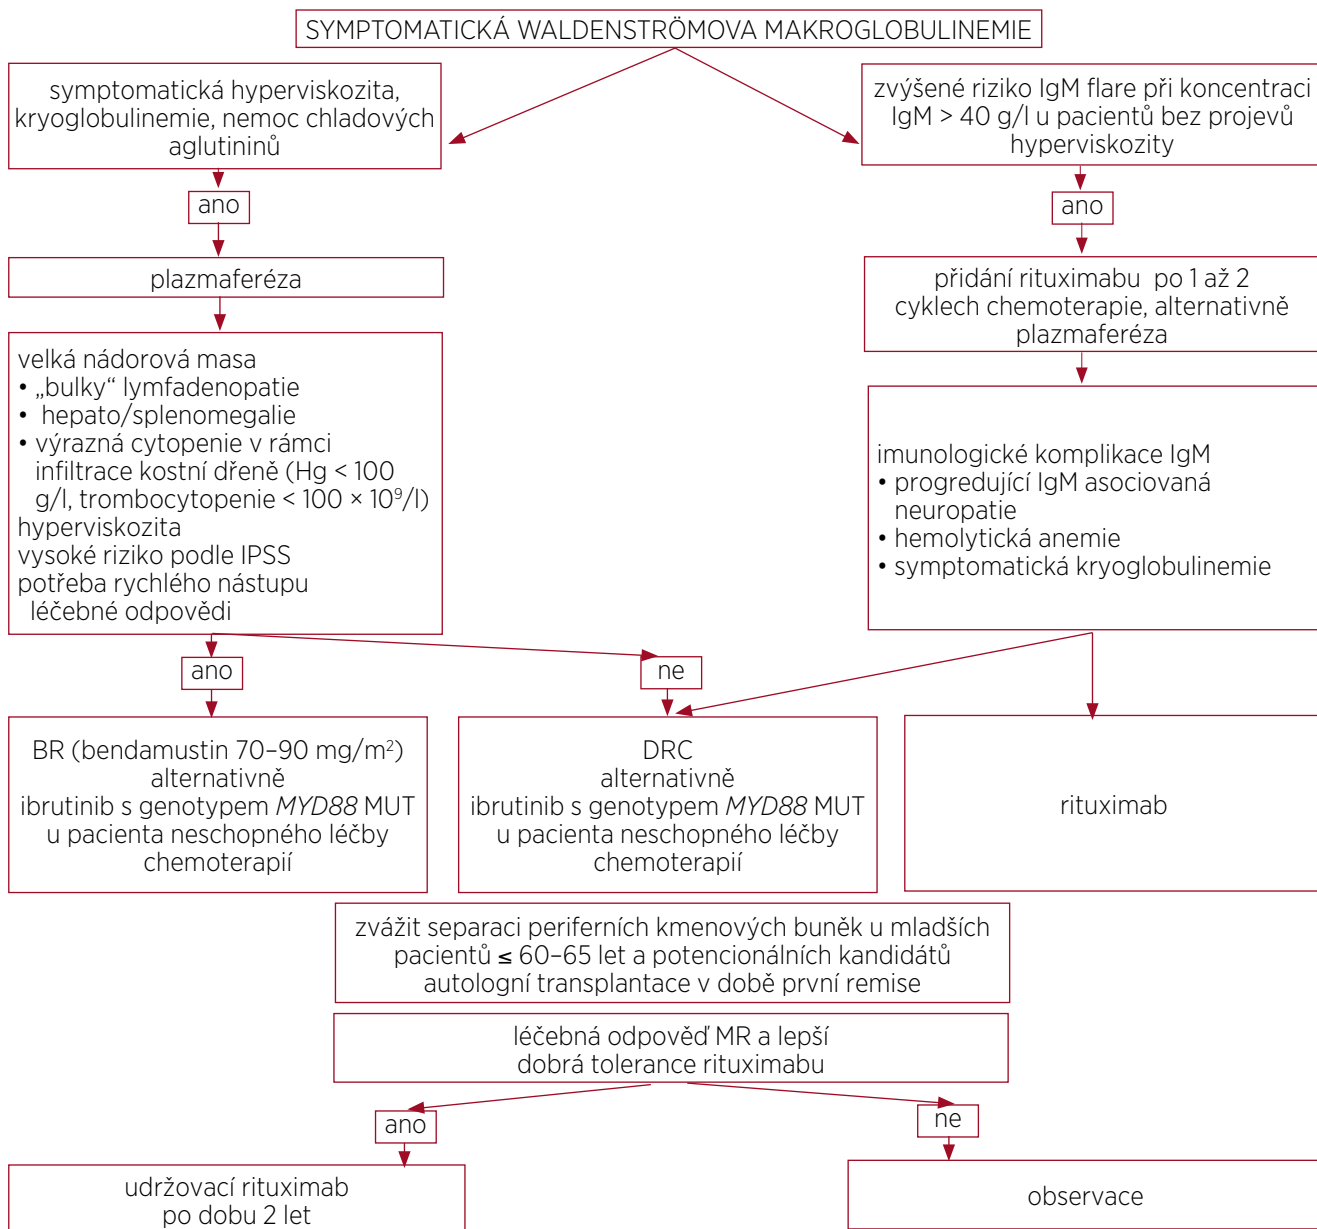 SYMPTOMATICKÁ WALDENSTRÖMOVA MAKROGLOBULINEMIE
symptomatická hyperviskozita,
kryoglobulinemie, nemoc chladových
aglutininů
zvýšené riziko IgM flare při koncentraci
IgM > 40 g/l u pacientů bez projevů
hyperviskozity
ano
ano
plazmaferéza
přidání rituximabu po 1 až 2
cyklech chemoterapie, alternativně
plazmaferéza
velká nádorová masa
• „bulky“ lymfadenopatie
• hepato/splenomegalie
• výrazná cytopenie v rámci
infiltrace kostní dřeně (Hg < 100
g/l, trombocytopenie < 100 × 10⁹/l)
hyperviskozita
vysoké riziko podle IPSS
potřeba rychlého nástupu
léčebné odpovědi
imunologické komplikace IgM
• progredující IgM asociovaná
neuropatie
• hemolytická anemie
• symptomatická kryoglobulinemie
ano
ne
BR (bendamustin 70–90 mg/m²)
alternativně
ibrutinib s genotypem MYD88 MUT
u pacienta neschopného léčby
chemoterapií
DRC
alternativně
ibrutinib s genotypem MYD88 MUT
u pacienta neschopného léčby
chemoterapií
rituximab
zvážit separaci periferních kmenových buněk u mladších
pacientů ≤ 60–65 let a potencionálních kandidátů
autologní transplantace v době první remise
léčebná odpověď MR a lepší
dobrá tolerance rituximabu
ano
ne
udržovací rituximab
po dobu 2 let
observace